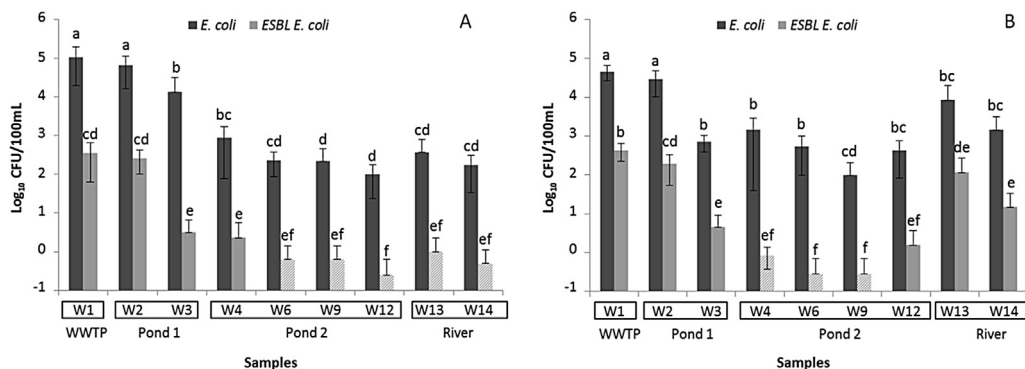 E. coli ESBL E. coli A
Log10 CFU/100mL
6
5
4
3
2
1
0
-1
a a b bc cd d d cd cd
cd cd e e ef ef f ef ef
W1 W2 W3 W4 W6 W9 W12 W13 W14
WWTP Pond 1 Pond 2 River
Samples
E. coli ESBL E. coli B
Log10 CFU/100mL
6
5
4
3
2
1
0
-1
a a b b b cd bc bc bc
b cd e ef f f ef de e
W1 W2 W3 W4 W6 W9 W12 W13 W14
WWTP Pond 1 Pond 2 River
Samples